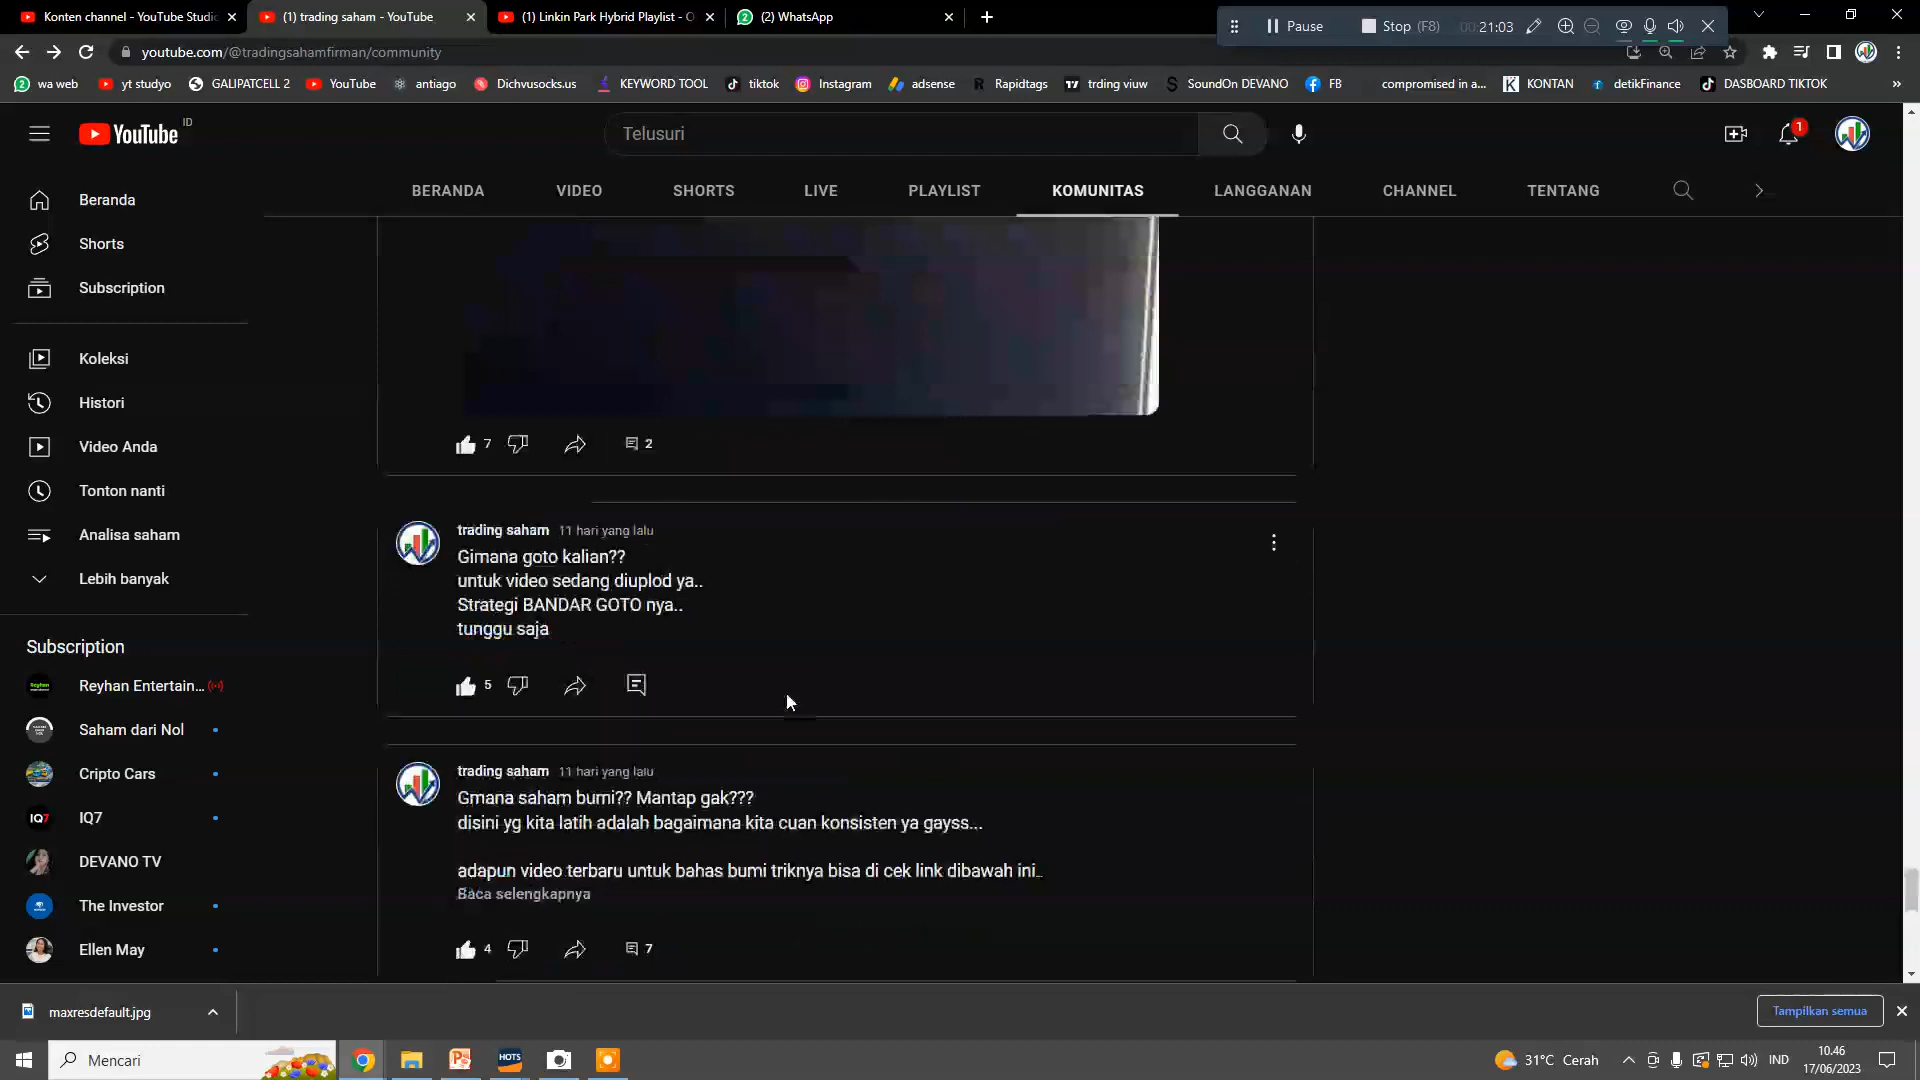 Konten channel - YouTube Studi
(1) trading saham - YouTube
(1) Linkin Park Hybrid Playlist - O
(2) WhatsApp
Pause
Stop (F8)
00:21:03
youtube.com/@tradingsahamfirman/community
wa web
yt studyo
GALIPATCELL 2
YouTube
antiago
Dichvusocks.us
KEYWORD TOOL
tiktok
Instagram
adsense
Rapidtags
trding viuw
SoundOn DEVANO
FB
compromised in a...
KONTAN
detikFinance
DASBOARD TIKTOK
YouTube ID
Telusuri
1
BERANDA
VIDEO
SHORTS
LIVE
PLAYLIST
KOMUNITAS
LANGGANAN
CHANNEL
TENTANG
Beranda
Shorts
Subscription
Koleksi
Histori
Video Anda
Tonton nanti
Analisa saham
Lebih banyak
Subscription
Reyhan Entertain...
Saham dari Nol
Cripto Cars
IQ7
DEVANO TV
The Investor
Ellen May
7
2
trading saham 11 hari yang lalu
Gimana goto kalian??
untuk video sedang diuplod ya..
Strategi BANDAR GOTO nya..
tunggu saja
5
trading saham 11 hari yang lalu
Gmana saham bumi?? Mantap gak???
disini yg kita latih adalah bagaimana kita cuan konsisten ya gayss...
adapun video terbaru untuk bahas bumi triknya bisa di cek link dibawah ini..
Baca selengkapnya
4
7
maxresdefault.jpg
Tampilkan semua
Mencari
HOTS
31°C Cerah
IND
10.46
17/06/2023